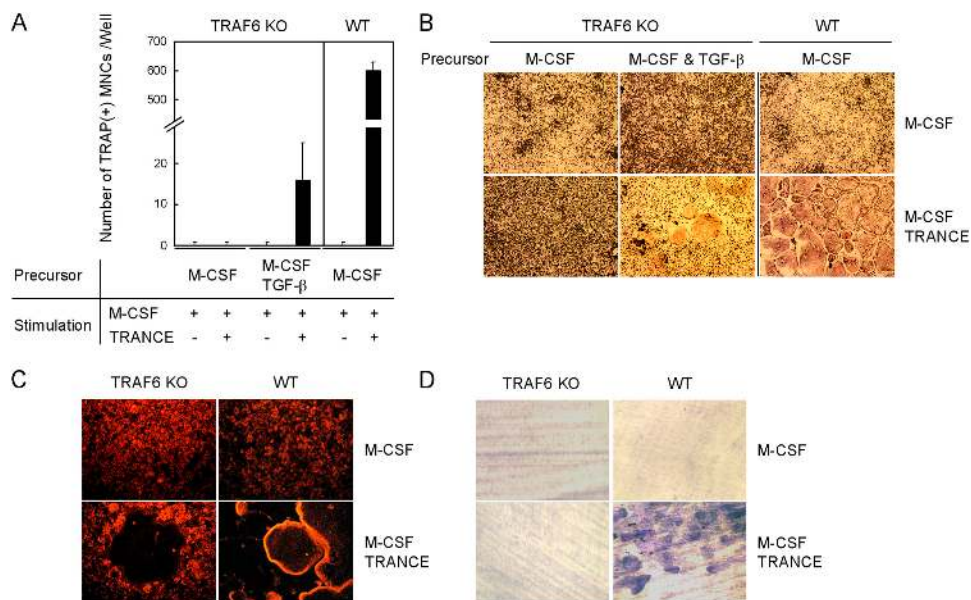 A
TRAF6 KO WT
Number of TRAP(+) MNCs /Well
700
600
500
20
10
0
Precursor M-CSF M-CSF TGF-β M-CSF
Stimulation
M-CSF + + + + + +
TRANCE - + - + - +
B
TRAF6 KO WT
Precursor M-CSF M-CSF & TGF-β M-CSF
M-CSF
M-CSF
TRANCE
C
TRAF6 KO WT
M-CSF
M-CSF
TRANCE
D
TRAF6 KO WT
M-CSF
M-CSF
TRANCE